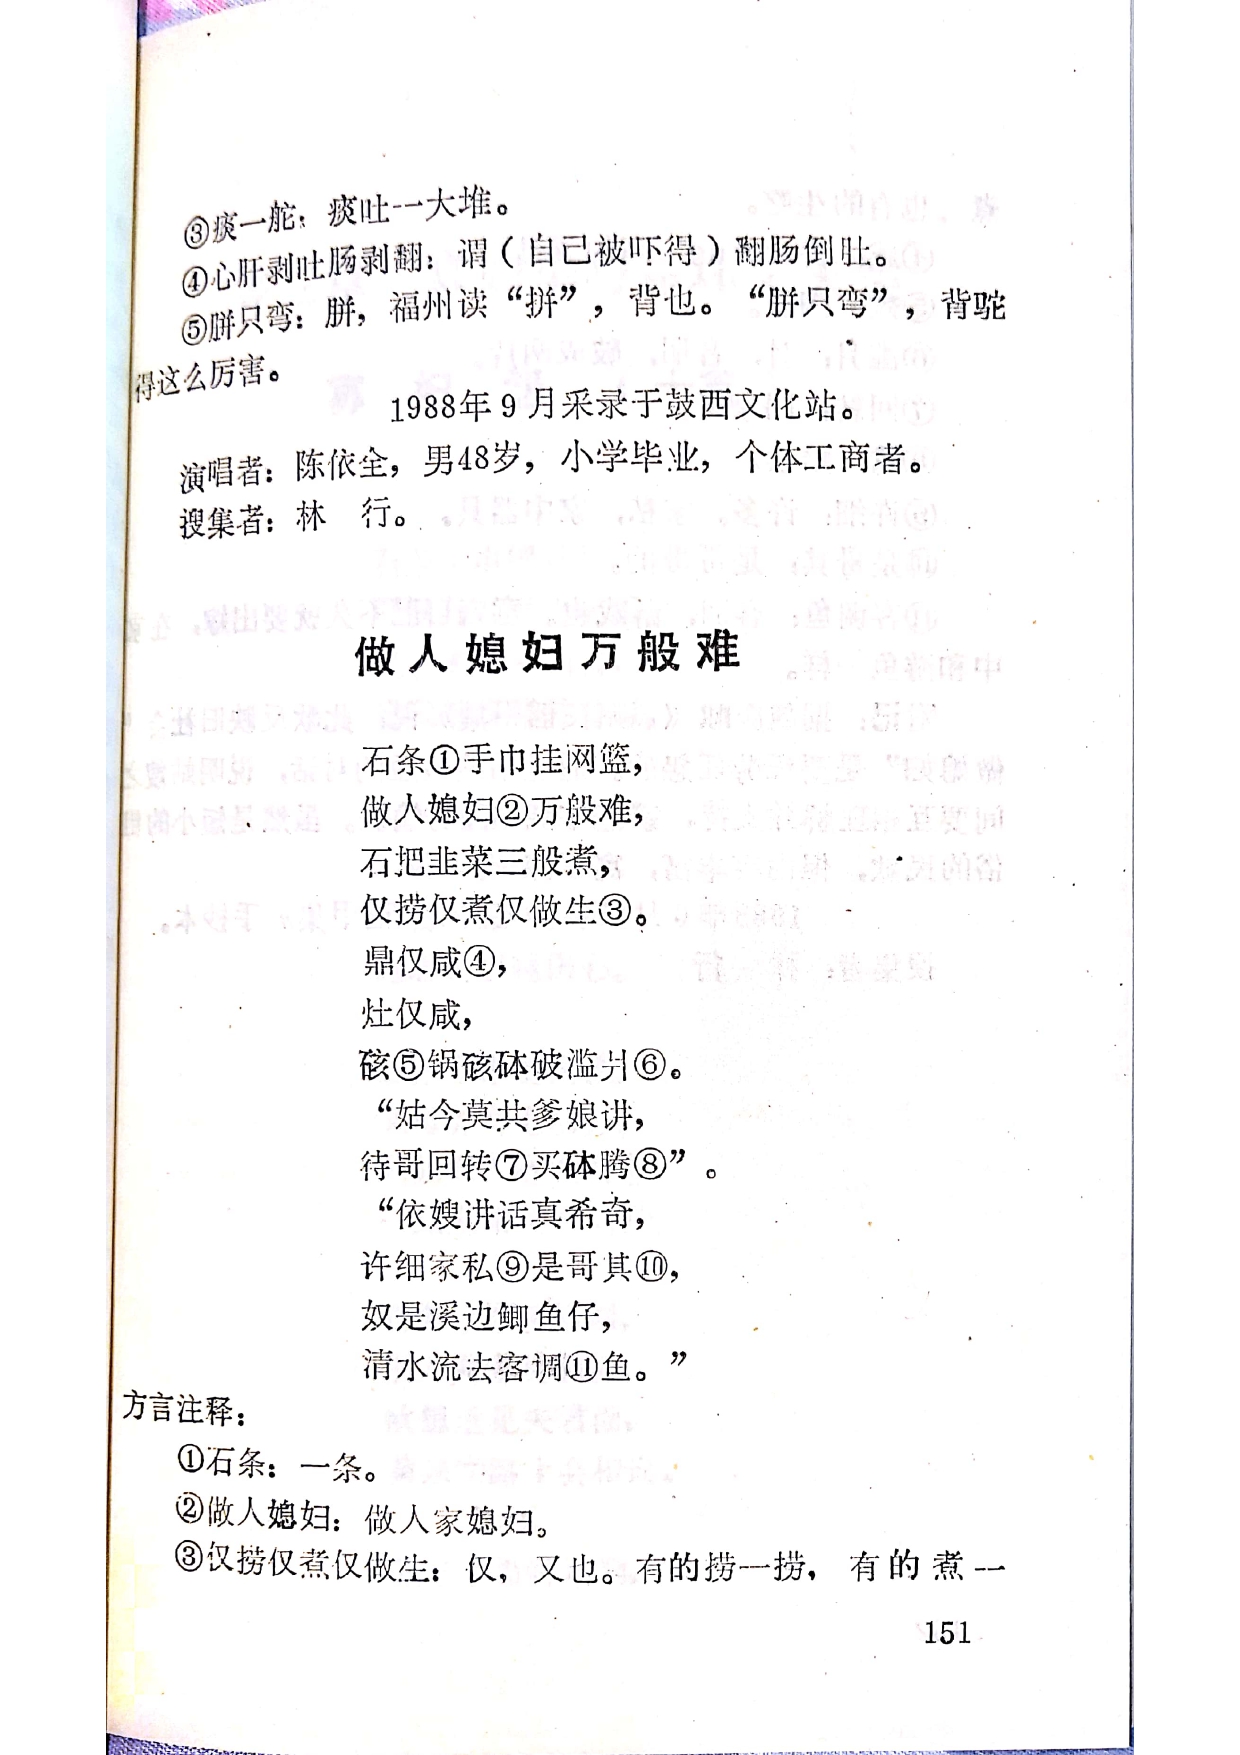 ③痰一舵：痰吐一大堆。
④心肝剥吐肠剥翻：谓（自己被吓得）翻肠倒肚。
⑤胼只弯：胼，福州读“拼”，背也。“胼只弯”，背驼
得这么厉害。
1988年9月采录于鼓西文化站。
演唱者：陈依全，男48岁，小学毕业，个体工商者。
搜集者：林 行。
做人媳妇万般难
石条①手巾挂网篮，
做人媳妇②万般难，
石把韭菜三般煮，
仅捞仅煮仅做生③。
鼎仅咸④，
灶仅咸，
硋⑤锅硋砵破滥爿⑥。
“姑今莫共爹娘讲，
待哥回转⑦买砵腾⑧”。
“依嫂讲话真希奇，
许细家私⑨是哥其⑩，
奴是溪边鲫鱼仔，
清水流去客调⑪鱼。”
方言注释：
①石条：一条。
②做人媳妇：做人家媳妇。
③仅捞仅煮仅做生：仅，又也。有的捞一捞，有的煮一
151